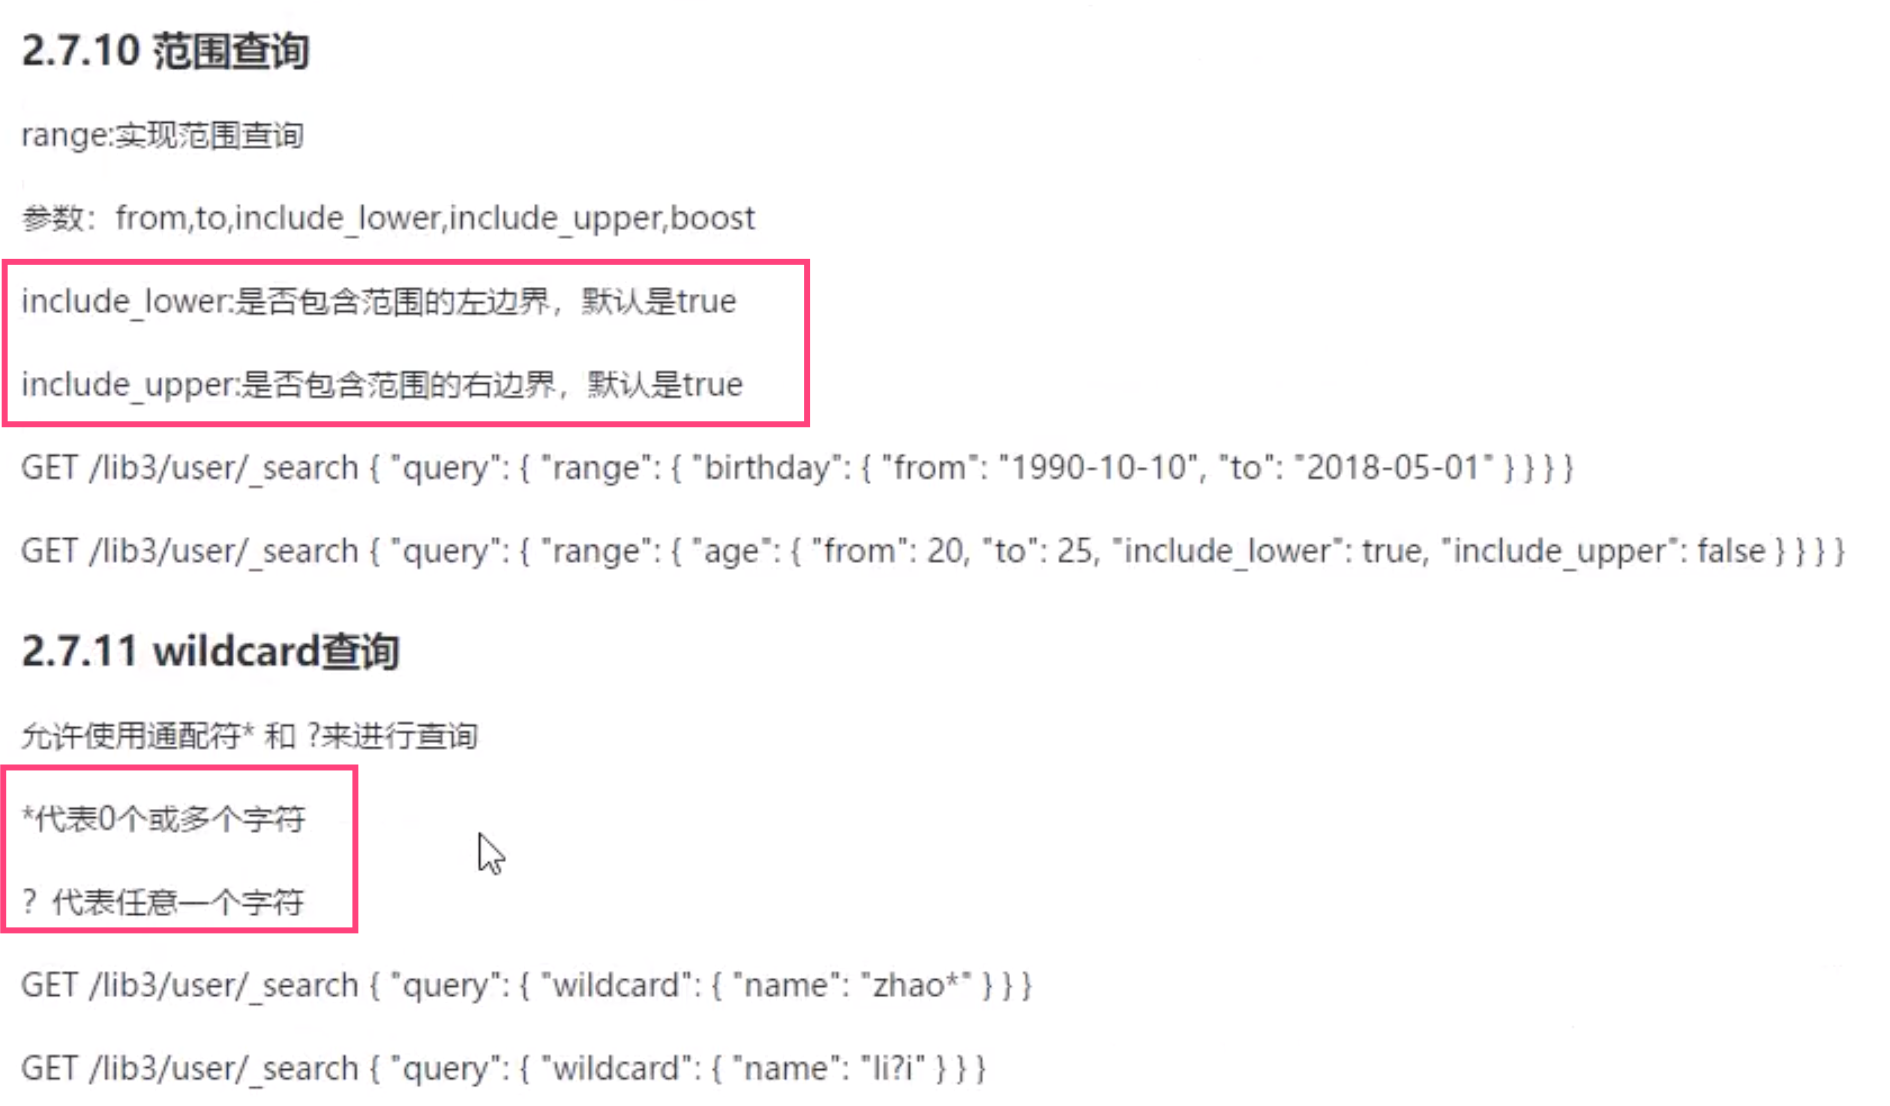 2.7.10 范围查询
range:实现范围查询
参数：from,to,include_lower,include_upper,boost
include_lower:是否包含范围的左边界，默认是true
include_upper:是否包含范围的右边界，默认是true
GET /lib3/user/_search { "query": { "range": { "birthday": { "from": "1990-10-10", "to": "2018-05-01" } } } }
GET /lib3/user/_search { "query": { "range": { "age": { "from": 20, "to": 25, "include_lower": true, "include_upper": false } } } }
2.7.11 wildcard查询
允许使用通配符* 和 ?来进行查询
*代表0个或多个字符
？代表任意一个字符
GET /lib3/user/_search { "query": { "wildcard": { "name": "zhao*" } } }
GET /lib3/user/_search { "query": { "wildcard": { "name": "li?i" } } }